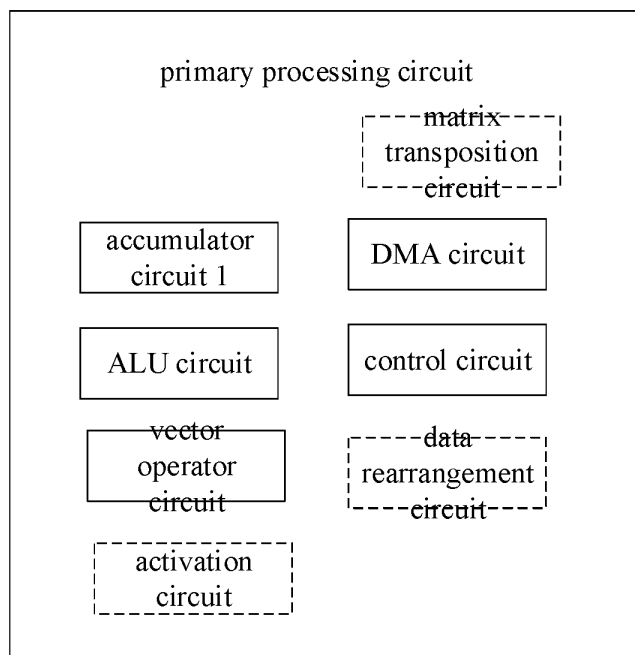 primary processing circuit
matrix
transposition
circuit
accumulator
circuit 1
DMA circuit
ALU circuit
control circuit
vector
operator
circuit
data
rearrangement
circuit
activation
circuit